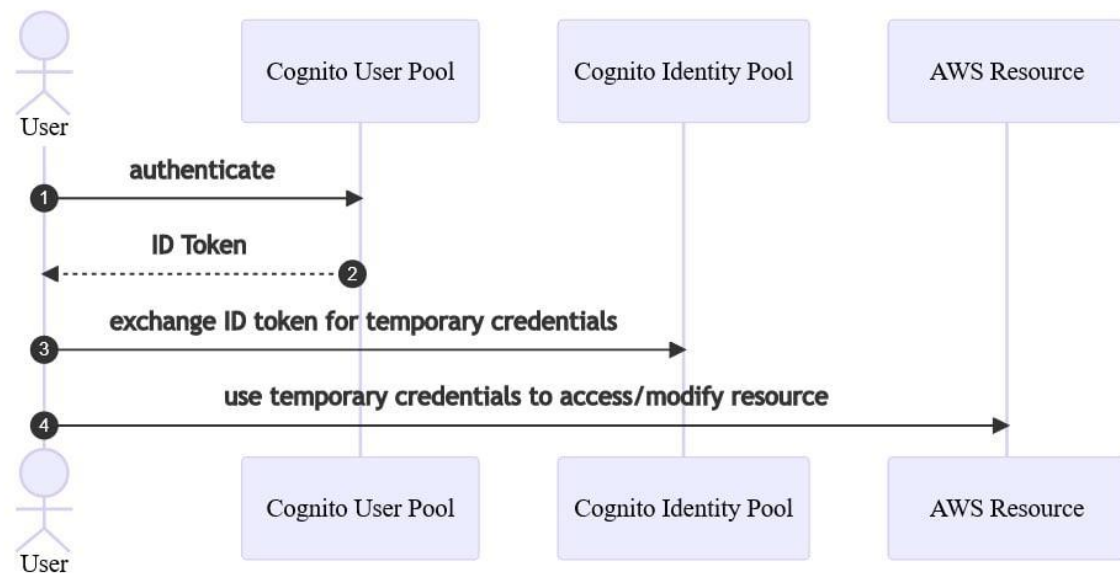 User
Cognito User Pool
Cognito Identity Pool
AWS Resource
authenticate
1
ID Token
2
exchange ID token for temporary credentials
3
use temporary credentials to access/modify resource
4
User
Cognito User Pool
Cognito Identity Pool
AWS Resource